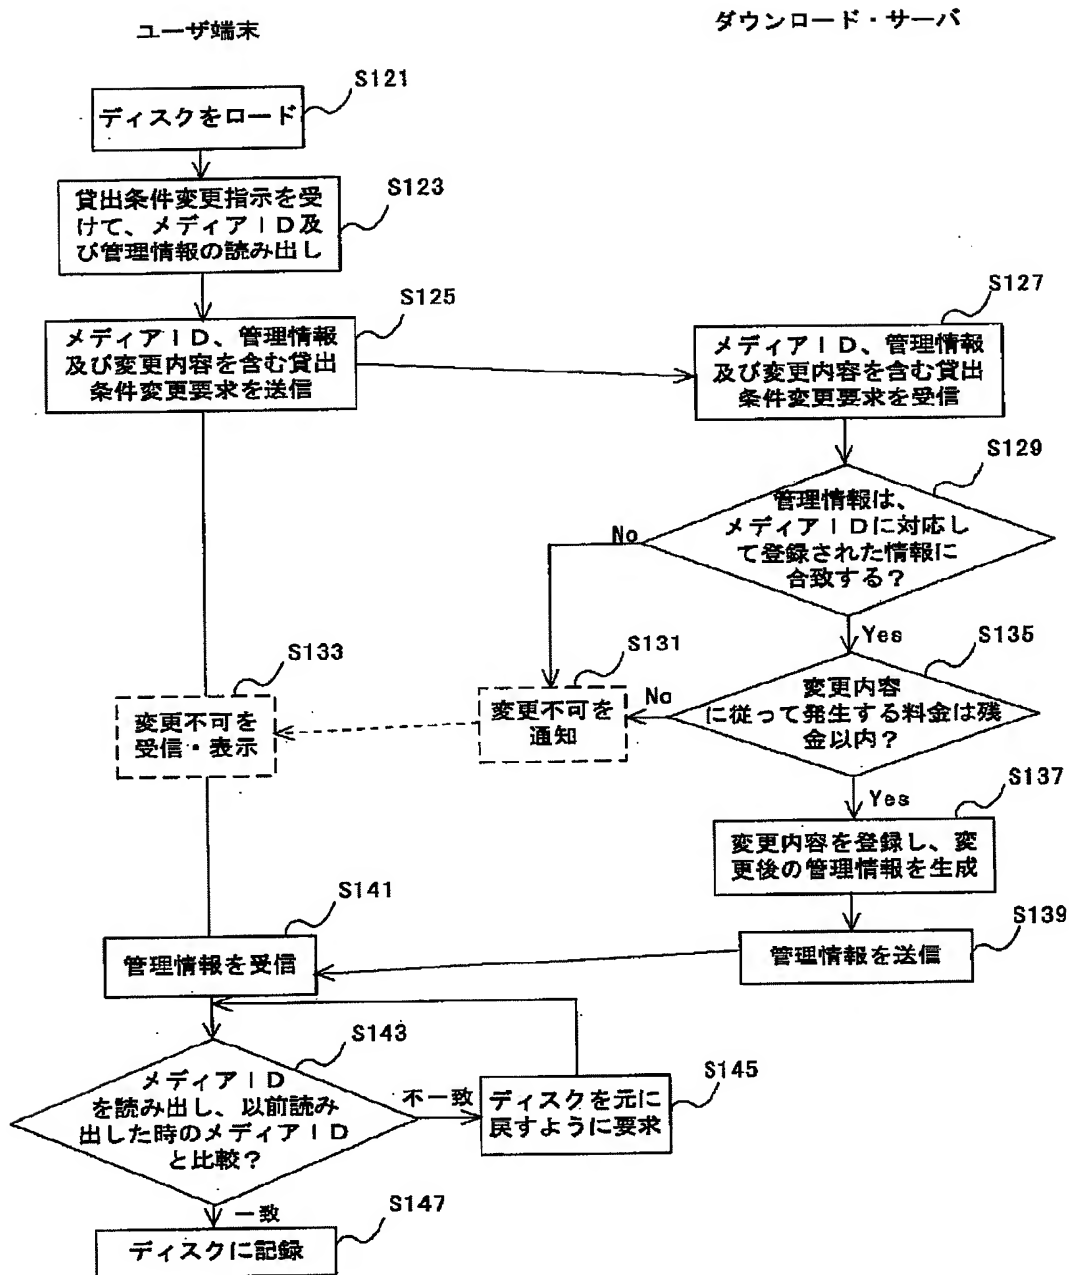 ユーザ端末
ダウンロード・サーバ
S121
ディスクをロード
S123
貸出条件変更指示を受
けて、メディアID及
び管理情報の読み出し
S125
メディアID、管理情報
及び変更内容を含む貸出
条件変更要求を送信
S127
メディアID、管理情報
及び変更内容を含む貸出
条件変更要求を受信
S129
管理情報は、
メディアIDに対応し
て登録された情報に
合致する?
No
Yes
S135
変更内容
に従って発生する料金は残
金以内?
No
S131
変更不可を
通知
S133
変更不可を
受信・表示
Yes
S137
変更内容を登録し、変
更後の管理情報を生成
S139
管理情報を送信
S141
管理情報を受信
S143
メディアID
を読み出し、以前読み
出した時のメディアID
と比較?
不一致
S145
ディスクを元に
戻すように要求
一致
S147
ディスクに記録